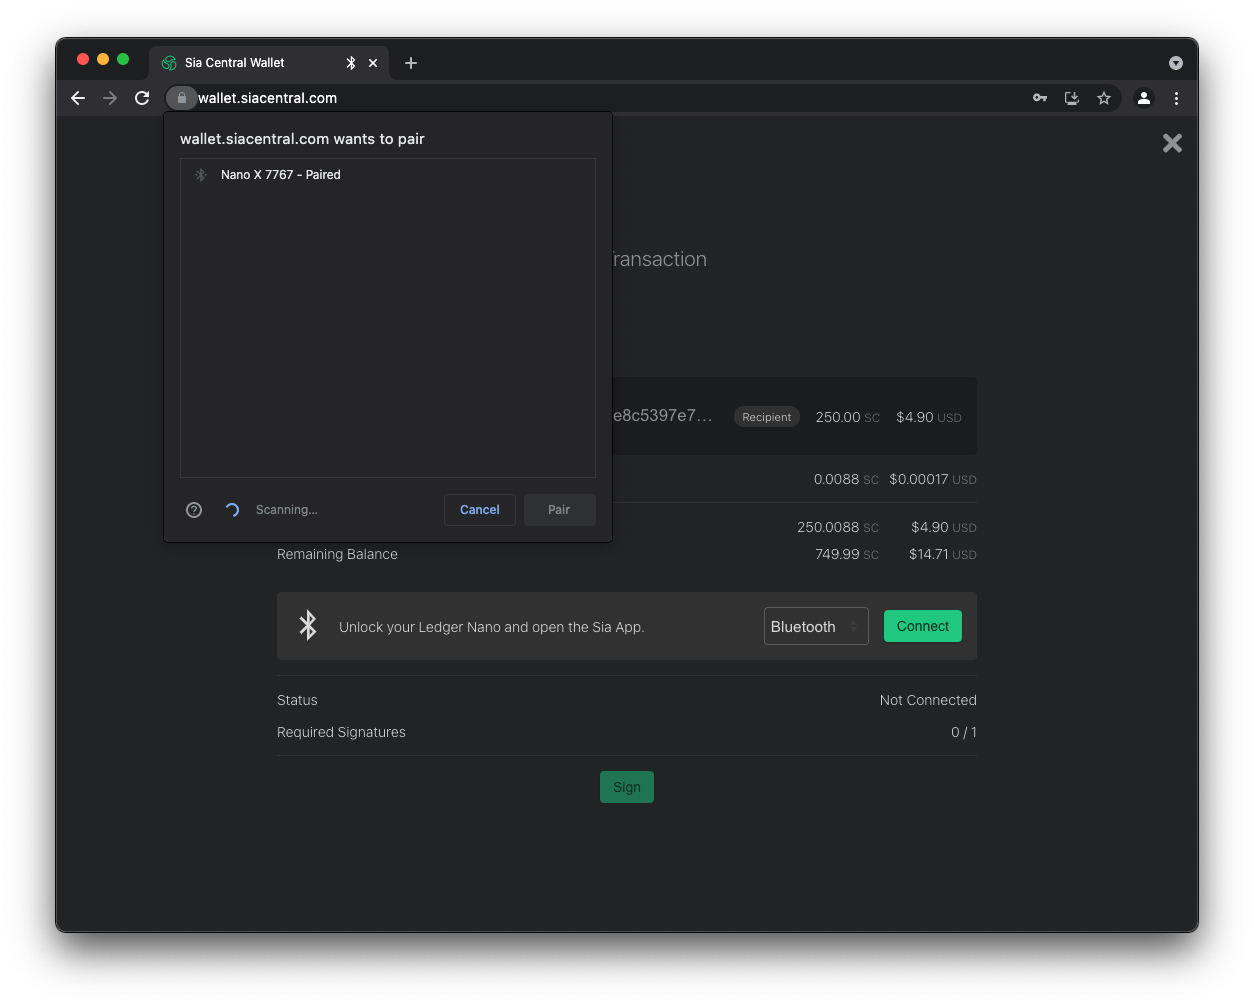 Sia Central Wallet
wallet.siacentral.com
wallet.siacentral.com wants to pair
Nano X 7767 - Paired
ransaction
e8c5397e7... Recipient 250.00 SC $4.90 USD
0.0088 SC $0.00017 USD
Scanning... Cancel Pair
250.0088 SC $4.90 USD
Remaining Balance 749.99 SC $14.71 USD
Unlock your Ledger Nano and open the Sia App. Bluetooth Connect
Status Not Connected
Required Signatures 0 / 1
Sign